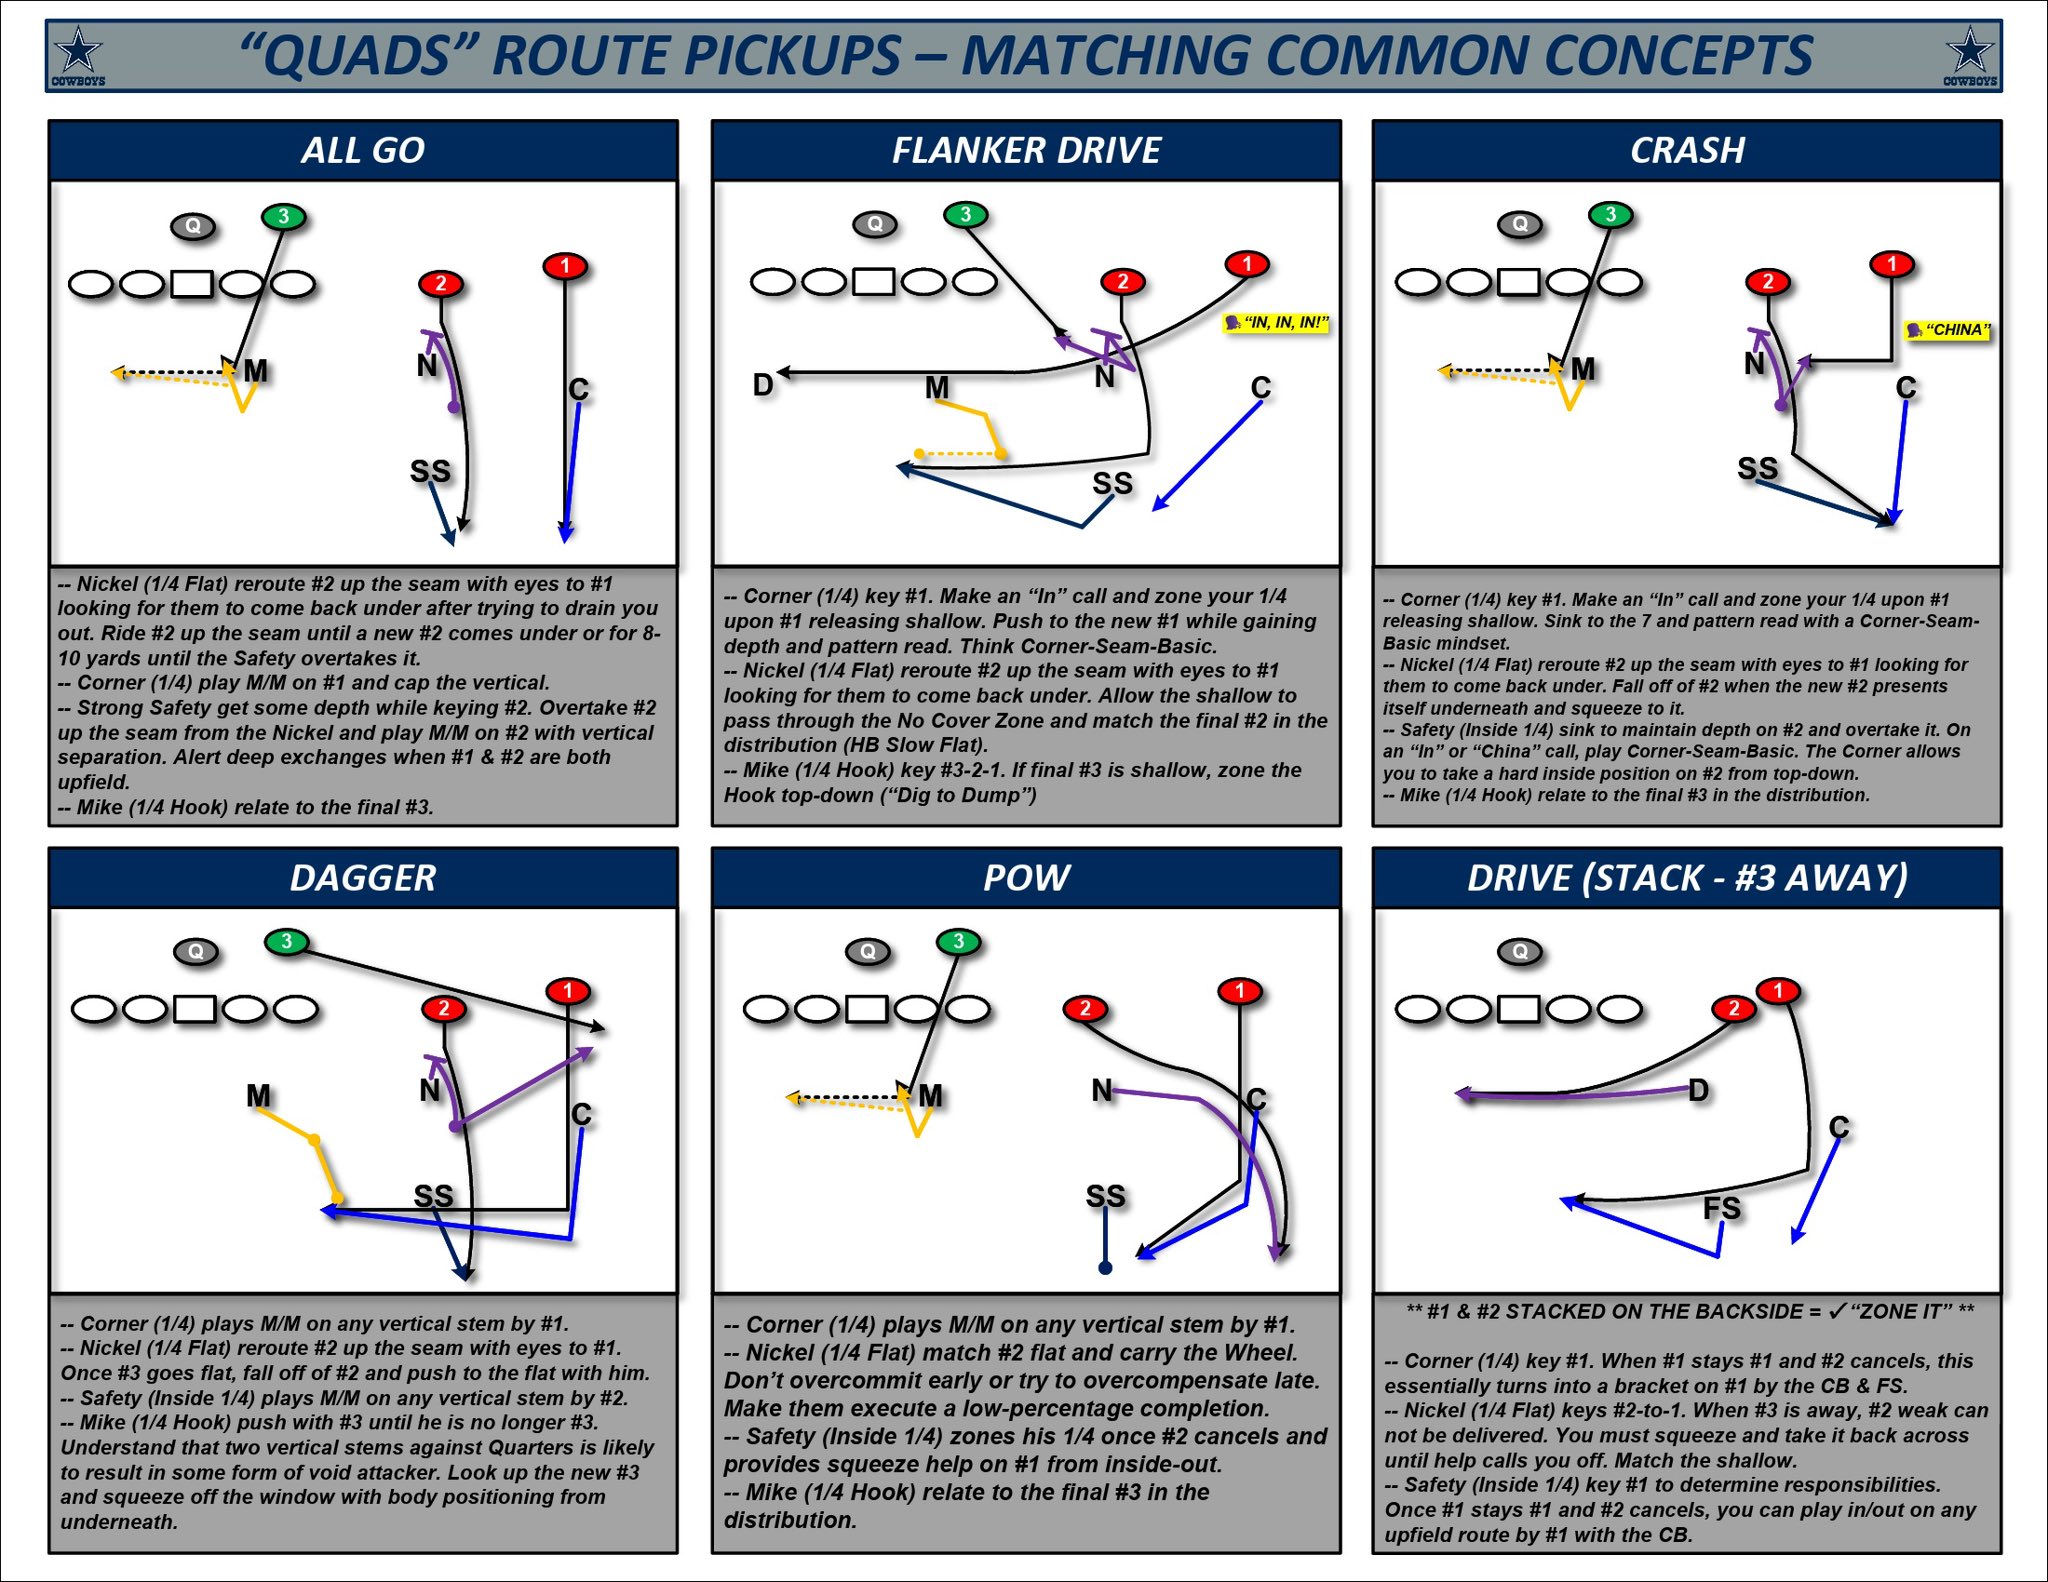 “QUADS” ROUTE PICKUPS – MATCHING COMMON CONCEPTS
COWBOYS
COWBOYS
ALL GO
Q
3
2
1
N
M
C
SS
-- Nickel (1/4 Flat) reroute #2 up the seam with eyes to #1
looking for them to come back under after trying to drain you
out. Ride #2 up the seam until a new #2 comes under or for 8-
10 yards until the Safety overtakes it.
-- Corner (1/4) play M/M on #1 and cap the vertical.
-- Strong Safety get some depth while keying #2. Overtake #2
up the seam from the Nickel and play M/M on #2 with vertical
separation. Alert deep exchanges when #1 & #2 are both
upfield.
-- Mike (1/4 Hook) relate to the final #3.
FLANKER DRIVE
Q
3
2
1
“IN, IN, IN!”
D
M
N
C
SS
-- Corner (1/4) key #1. Make an “In” call and zone your 1/4
upon #1 releasing shallow. Push to the new #1 while gaining
depth and pattern read. Think Corner-Seam-Basic.
-- Nickel (1/4 Flat) reroute #2 up the seam with eyes to #1
looking for them to come back under. Allow the shallow to
pass through the No Cover Zone and match the final #2 in the
distribution (HB Slow Flat).
-- Mike (1/4 Hook) key #3-2-1. If final #3 is shallow, zone the
Hook top-down (“Dig to Dump”)
CRASH
Q
3
2
1
“CHINA”
N
M
C
SS
-- Corner (1/4) key #1. Make an “In” call and zone your 1/4 upon #1
releasing shallow. Sink to the 7 and pattern read with a Corner-Seam-
Basic mindset.
-- Nickel (1/4 Flat) reroute #2 up the seam with eyes to #1 looking for
them to come back under. Fall off of #2 when the new #2 presents
itself underneath and squeeze to it.
-- Safety (Inside 1/4) sink to maintain depth on #2 and overtake it. On
an “In” or “China” call, play Corner-Seam-Basic. The Corner allows
you to take a hard inside position on #2 from top-down.
-- Mike (1/4 Hook) relate to the final #3 in the distribution.
DAGGER
Q
3
2
1
M
N
C
SS
-- Corner (1/4) plays M/M on any vertical stem by #1.
-- Nickel (1/4 Flat) reroute #2 up the seam with eyes to #1.
Once #3 goes flat, fall off of #2 and push to the flat with him.
-- Safety (Inside 1/4) plays M/M on any vertical stem by #2.
-- Mike (1/4 Hook) push with #3 until he is no longer #3.
Understand that two vertical stems against Quarters is likely
to result in some form of void attacker. Look up the new #3
and squeeze off the window with body positioning from
underneath.
POW
Q
3
2
1
M
N
C
SS
-- Corner (1/4) plays M/M on any vertical stem by #1.
-- Nickel (1/4 Flat) match #2 flat and carry the Wheel.
Don’t overcommit early or try to overcompensate late.
Make them execute a low-percentage completion.
-- Safety (Inside 1/4) zones his 1/4 once #2 cancels and
provides squeeze help on #1 from inside-out.
-- Mike (1/4 Hook) relate to the final #3 in the
distribution.
DRIVE (STACK - #3 AWAY)
Q
2
1
D
C
FS
** #1 & #2 STACKED ON THE BACKSIDE = ✓ “ZONE IT” **
-- Corner (1/4) key #1. When #1 stays #1 and #2 cancels, this
essentially turns into a bracket on #1 by the CB & FS.
-- Nickel (1/4 Flat) keys #2-to-1. When #3 is away, #2 weak can
not be delivered. You must squeeze and take it back across
until help calls you off. Match the shallow.
-- Safety (Inside 1/4) key #1 to determine responsibilities.
Once #1 stays #1 and #2 cancels, you can play in/out on any
upfield route by #1 with the CB.